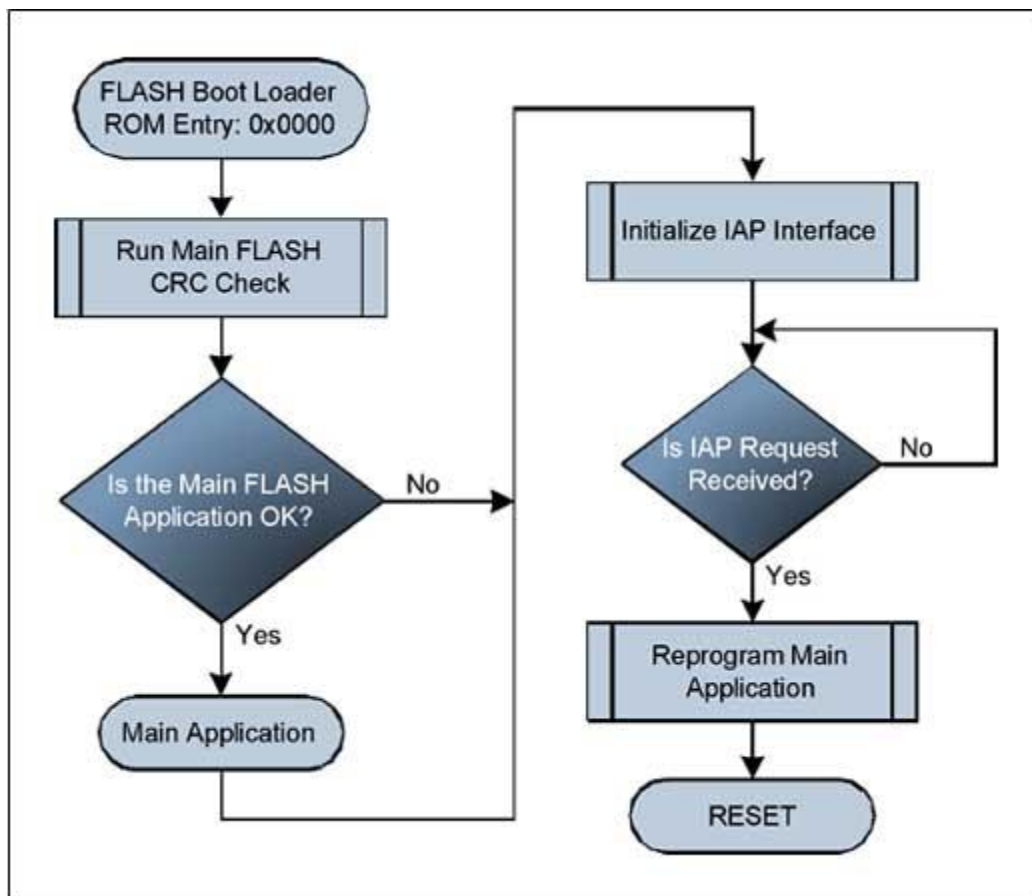 FLASH Boot Loader
ROM Entry: 0x0000
Run Main FLASH
CRC Check
Is the Main FLASH
Application OK?
No
Yes
Main Application
Initialize IAP Interface
Is IAP Request
Received?
No
Yes
Reprogram Main
Application
RESET